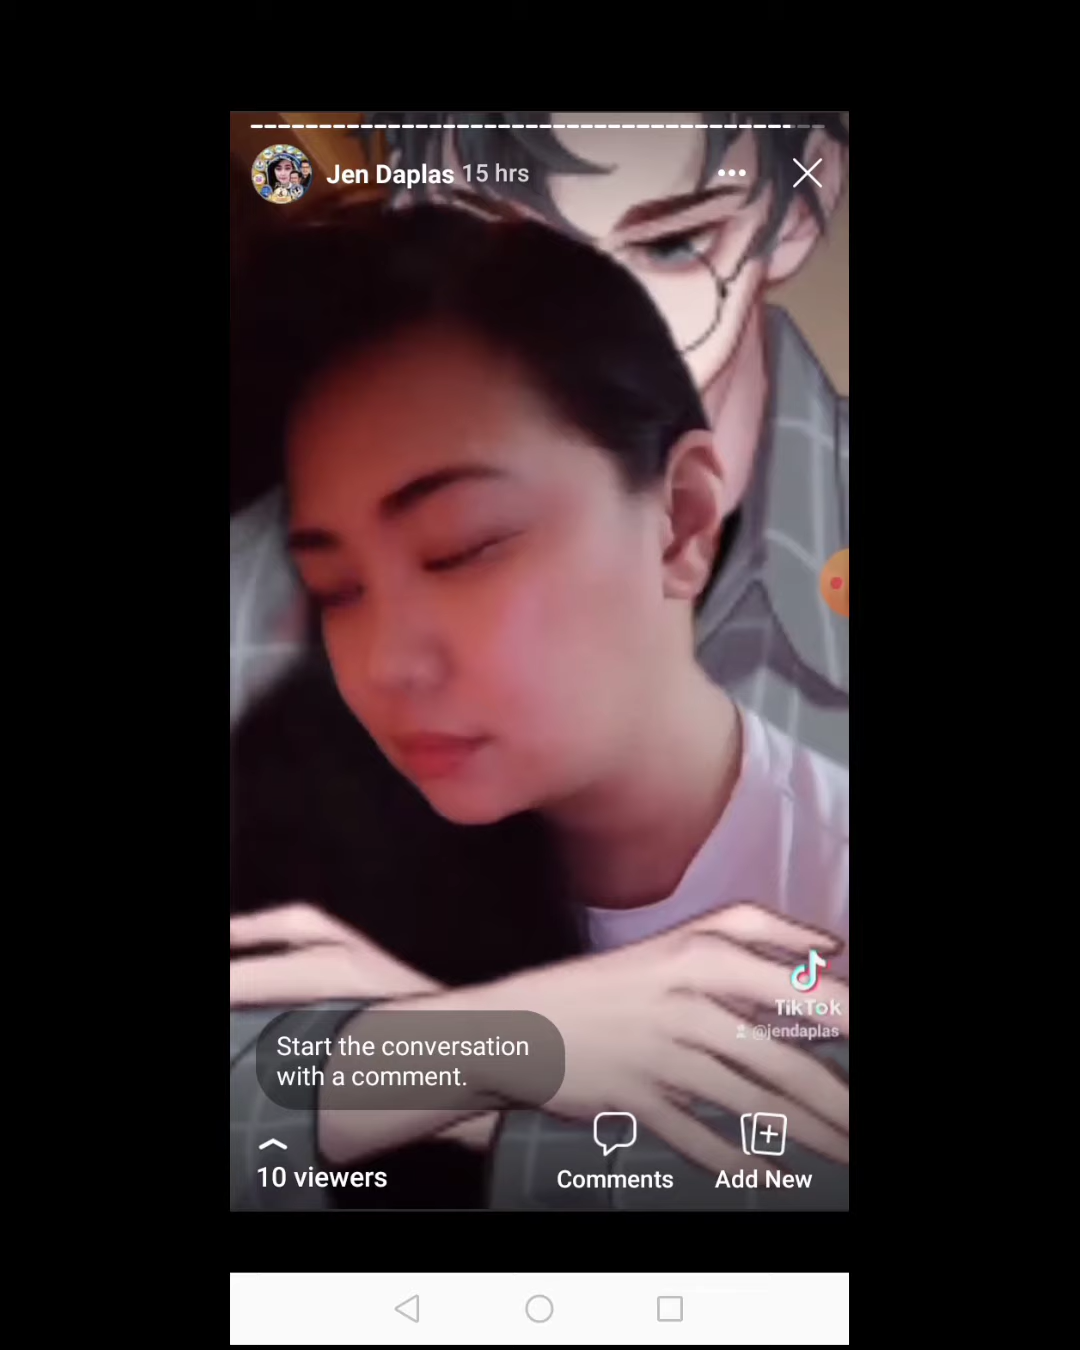 Jen Daplas 15 hrs
TikTok
@jendaplas
Start the conversation
with a comment.
10 viewers
Comments
Add New